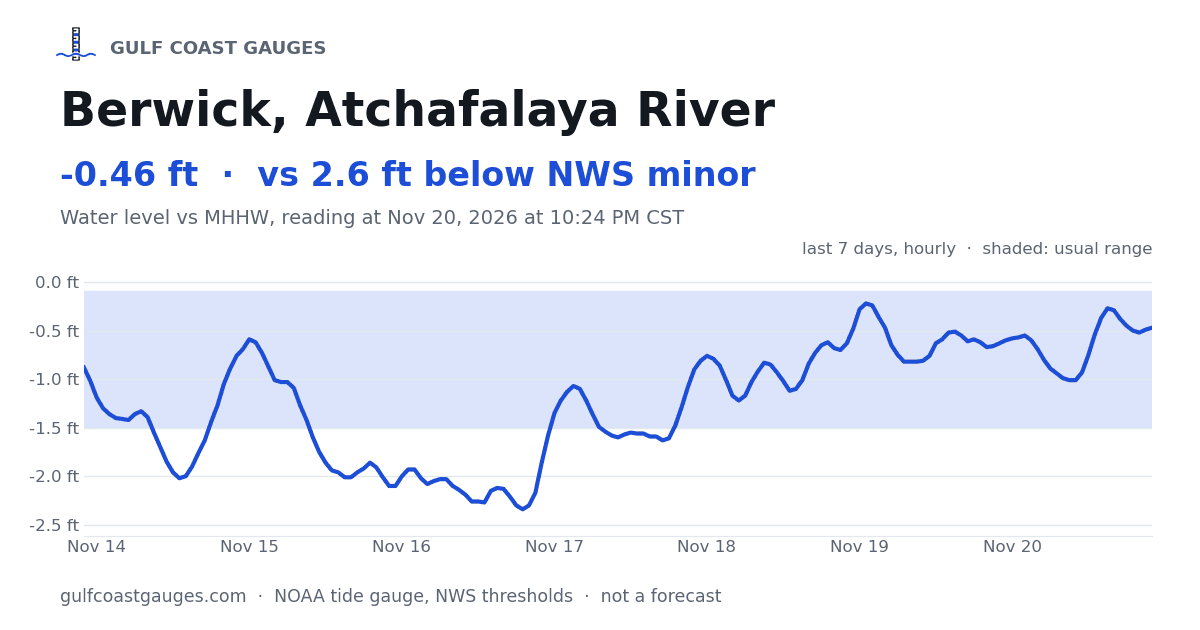 GULF COAST GAUGES
Berwick, Atchafalaya River
-0.46 ft · vs 2.6 ft below NWS minor
Water level vs MHHW, reading at Nov 20, 2026 at 10:24 PM CST
last 7 days, hourly · shaded: usual range
0.0 ft
-0.5 ft
-1.0 ft
-1.5 ft
-2.0 ft
-2.5 ft
Nov 14 Nov 15 Nov 16 Nov 17 Nov 18 Nov 19 Nov 20
gulfcoastgauges.com · NOAA tide gauge, NWS thresholds · not a forecast